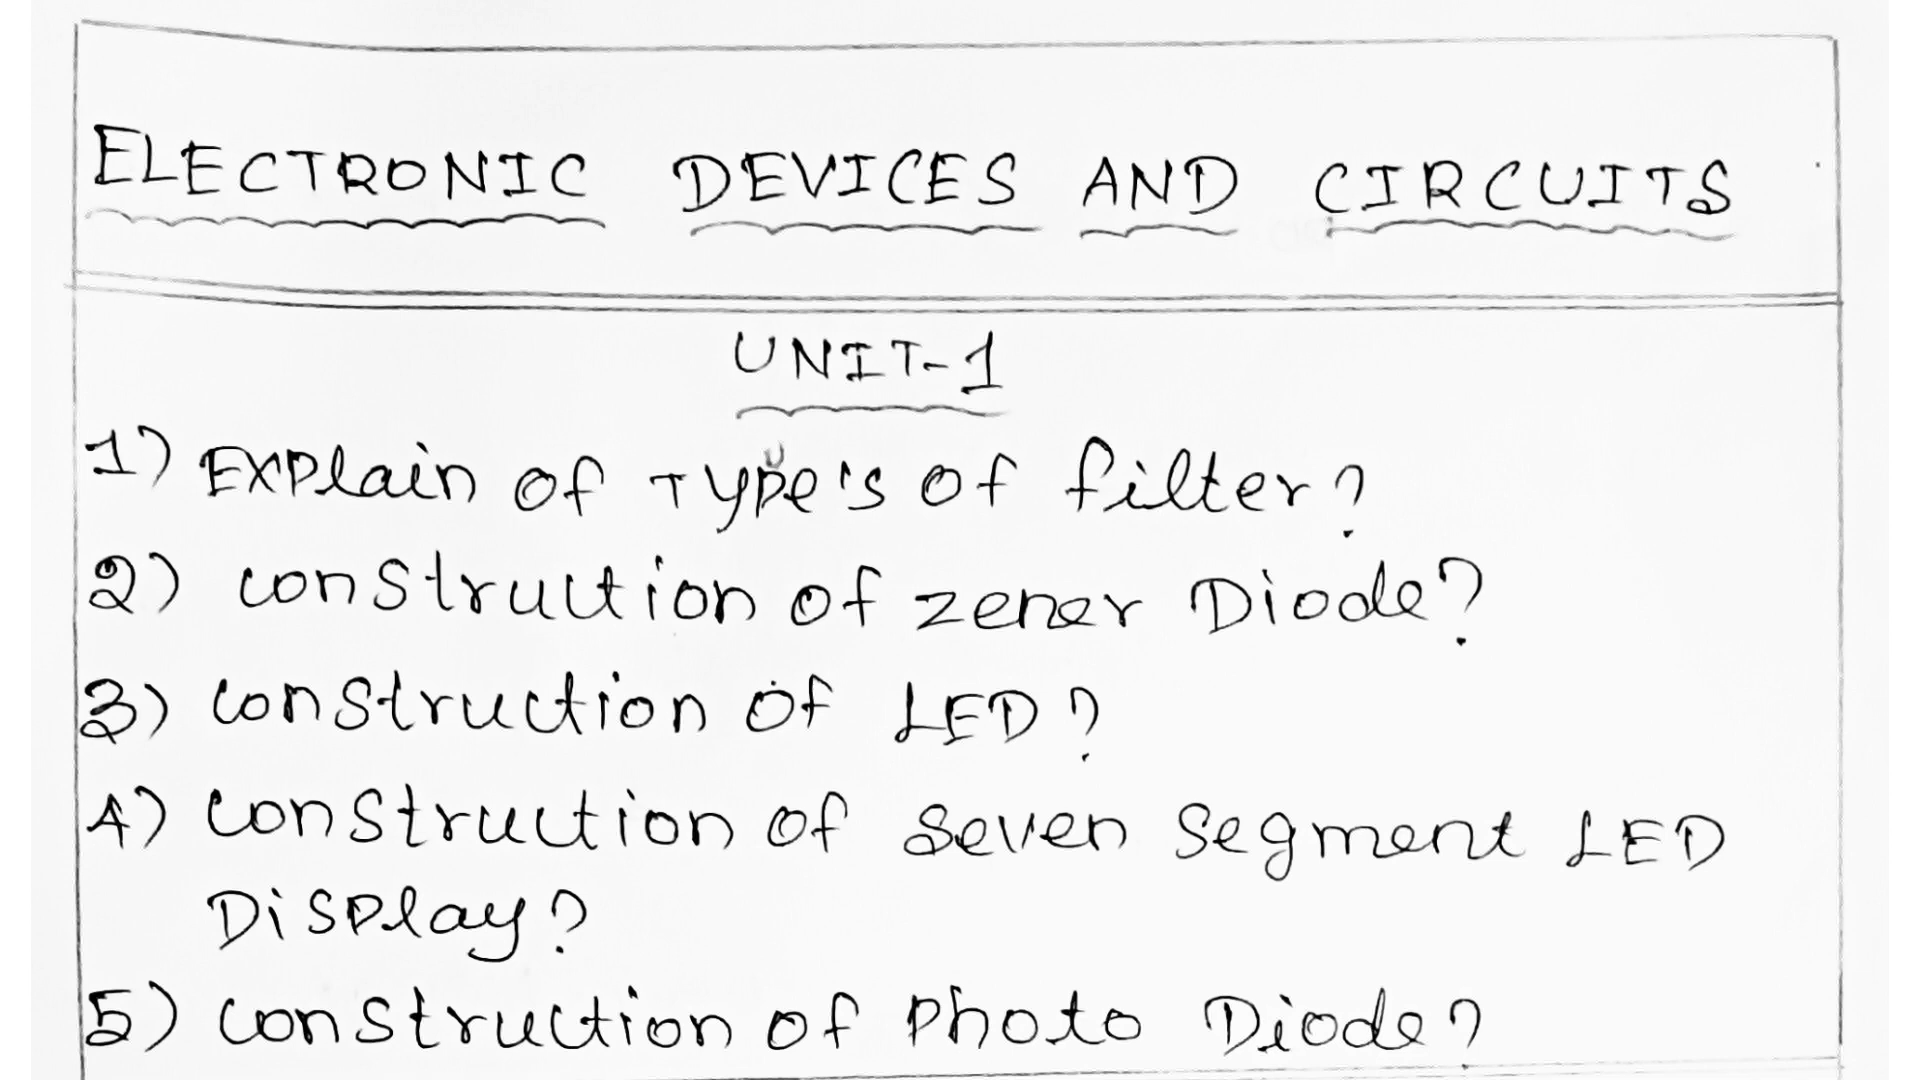 ELECTRONIC DEVICES AND CIRCUITS
UNIT-1
1) Explain of Type's of filter?
2) construction of zener Diode?
3) construction of LED?
4) construction of seven segment LED
Display?
5) construction of photo Diode?